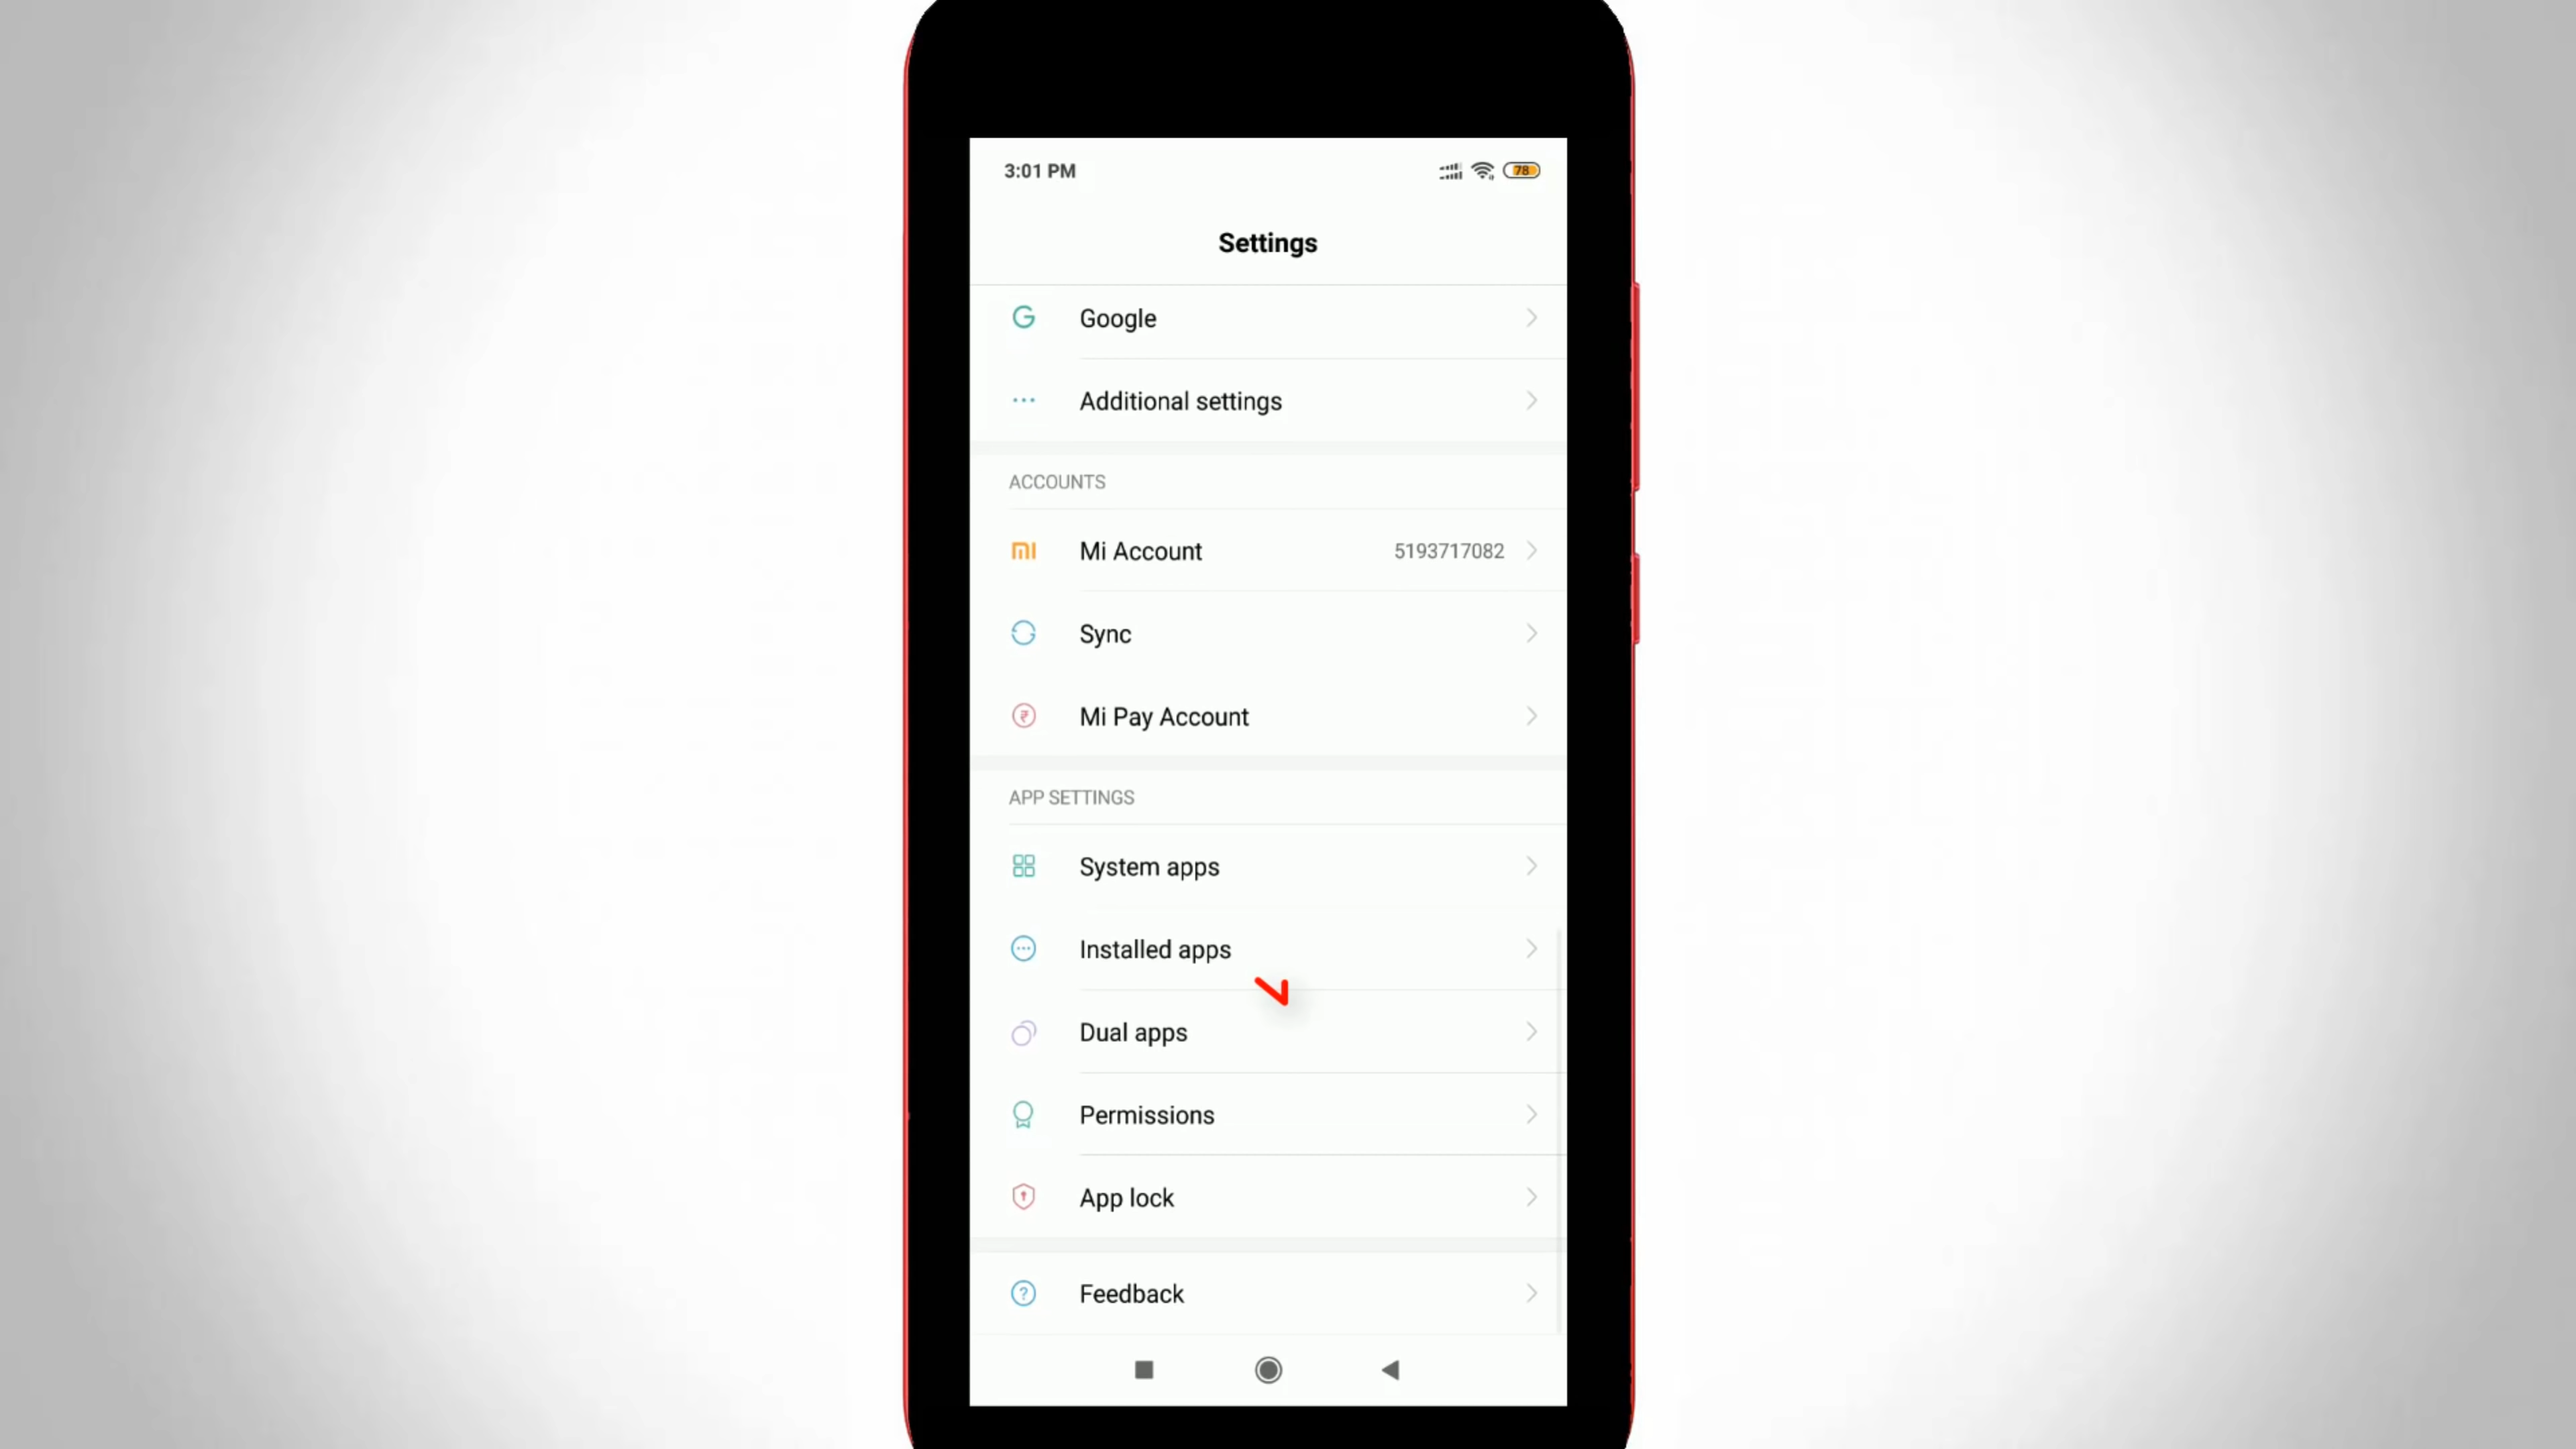 3:01 PM
78
Settings
Google
Additional settings
ACCOUNTS
Mi Account 5193717082
Sync
Mi Pay Account
APP SETTINGS
System apps
Installed apps
Dual apps
Permissions
App lock
Feedback